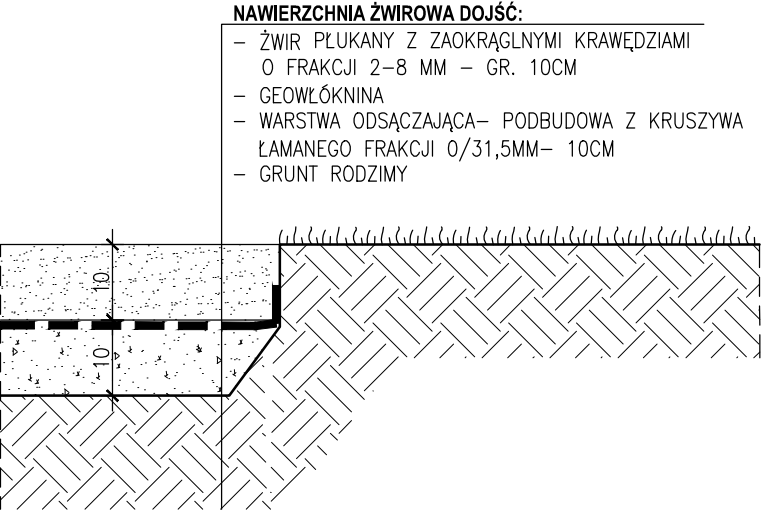 NAWIERZCHNIA ŻWIROWA DOJŚĆ:
– ŻWIR PŁUKANY Z ZAOKRĄGLNYMI KRAWĘDZIAMI
O FRAKCJI 2–8 MM – GR. 10CM
– GEOWŁÓKNINA
– WARSTWA ODSĄCZAJĄCA– PODBUDOWA Z KRUSZYWA
ŁAMANEGO FRAKCJI 0/31,5MM– 10CM
– GRUNT RODZIMY
10
10